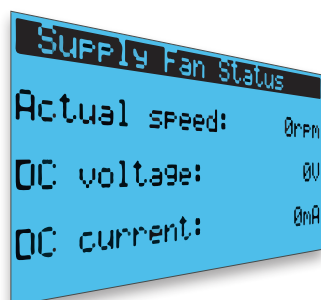 Supply Fan Status
Actual speed: 0rpm
DC voltage: 0V
DC current: 0mA